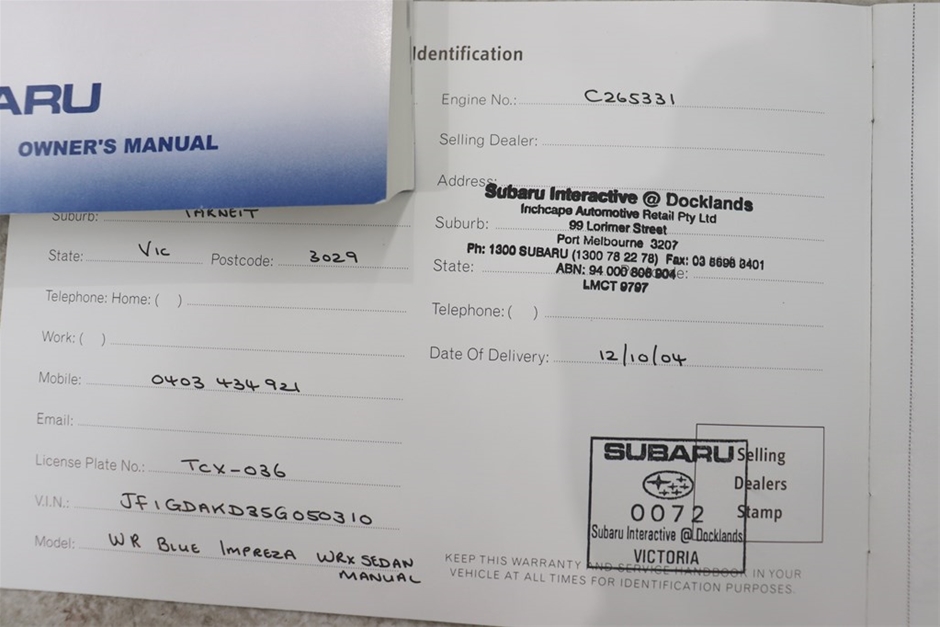 ARU
OWNER'S MANUAL
Suburb: TARNEIT
State: Vic Postcode: 3029
Telephone: Home: ( )
Work: ( )
Mobile: 0403 434 921
Email:
License Plate No.: TCX-036
V.I.N.: JF1GDAKD35G050310
Model: WR BLUE IMPREZA WRX SEDAN
MANUAL
Identification
Engine No.: C265331
Selling Dealer:
Address:
Subaru Interactive @ Docklands
Inchcape Automotive Retail Pty Ltd
Suburb: 99 Lorimer Street
Port Melbourne 3207
Ph: 1300 SUBARU (1300 78 22 78) Fax: 03 8698 8401
State: ABN: 94 000 806 904
LMCT 9797
Telephone: ( )
Date Of Delivery: 12/10/04
SUBARU
0072
Subaru Interactive @ Docklands
VICTORIA
Selling
Dealers
Stamp
KEEP THIS WARRANTY AND SERVICE HANDBOOK IN YOUR
VEHICLE AT ALL TIMES FOR IDENTIFICATION PURPOSES.